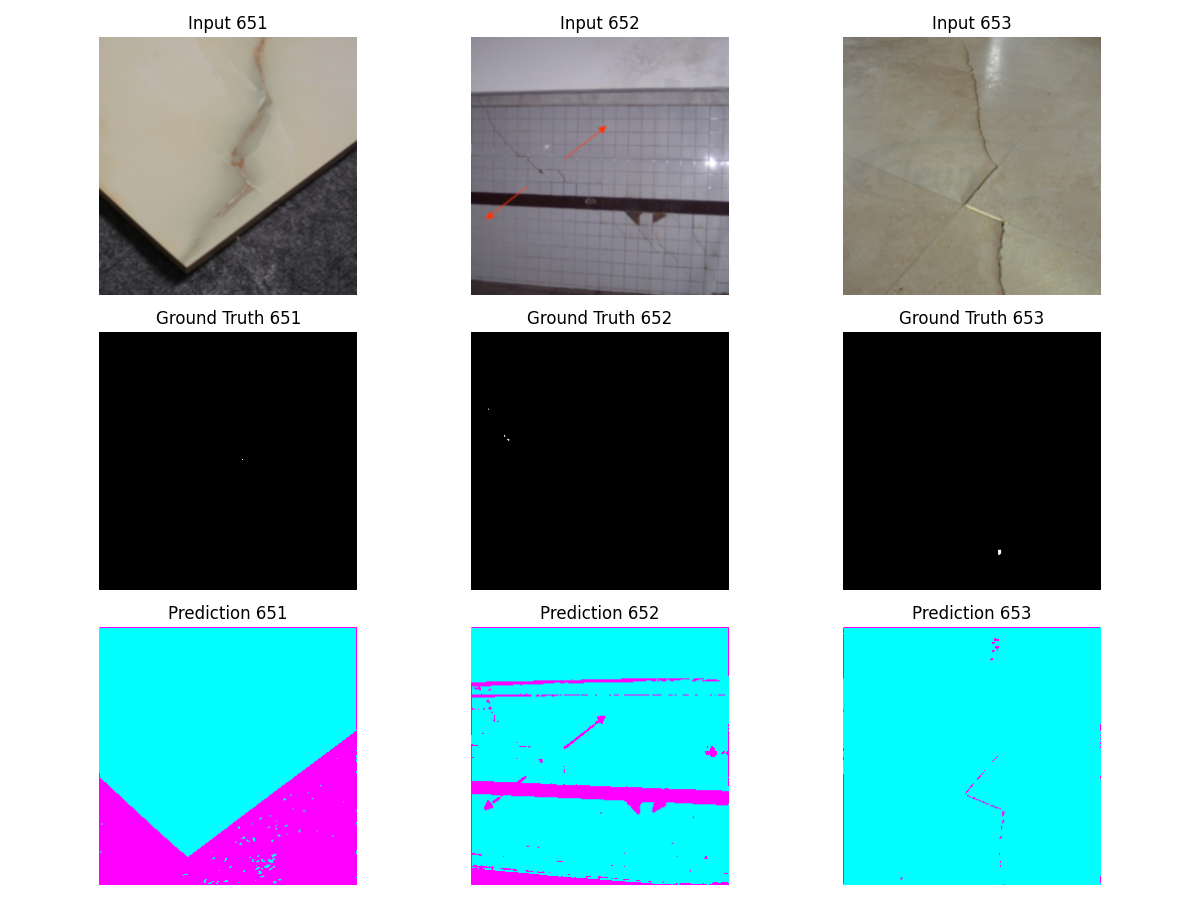 Input 651
Input 652
Input 653
Ground Truth 651
Ground Truth 652
Ground Truth 653
Prediction 651
Prediction 652
Prediction 653